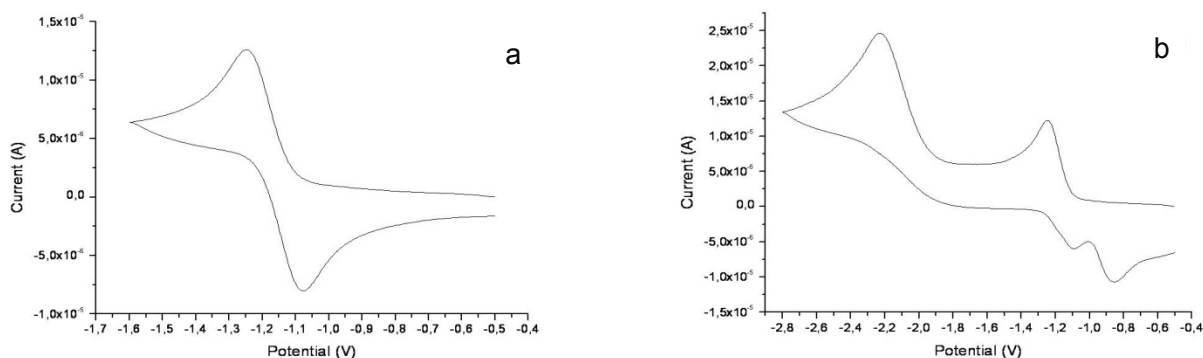 a
1,5x10⁻⁵
1,0x10⁻⁵
5,0x10⁻⁶
0,0
-5,0x10⁻⁶
-1,0x10⁻⁵
Current (A)
-1,7 -1,6 -1,5 -1,4 -1,3 -1,2 -1,1 -1,0 -0,9 -0,8 -0,7 -0,6 -0,5 -0,4
Potential (V)
b
2,5x10⁻⁵
2,0x10⁻⁵
1,5x10⁻⁵
1,0x10⁻⁵
5,0x10⁻⁶
0,0
-5,0x10⁻⁶
-1,0x10⁻⁵
-1,5x10⁻⁵
Current (A)
-2,8 -2,6 -2,4 -2,2 -2,0 -1,8 -1,6 -1,4 -1,2 -1,0 -0,8 -0,6 -0,4
Potential (V)